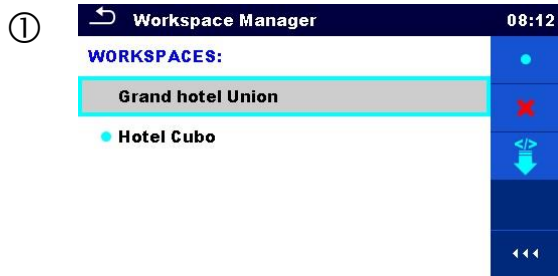 ①
Workspace Manager 08:12
WORKSPACES:
Grand hotel Union
Hotel Cubo
</>